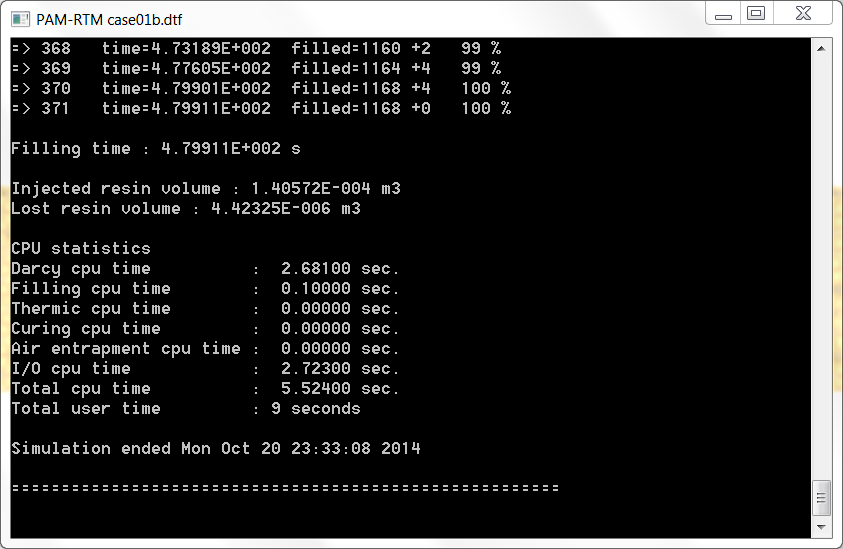 PAM-RTM case01b.dtf
=> 368   time=4.73189E+002  filled=1160 +2   99 %
=> 369   time=4.77605E+002  filled=1164 +4   99 %
=> 370   time=4.79901E+002  filled=1168 +4   100 %
=> 371   time=4.79911E+002  filled=1168 +0   100 %
Filling time : 4.79911E+002 s
Injected resin volume : 1.40572E-004 m3
Lost resin volume : 4.42325E-006 m3
CPU statistics
Darcy cpu time          :  2.68100 sec.
Filling cpu time        :  0.10000 sec.
Thermic cpu time        :  0.00000 sec.
Curing cpu time         :  0.00000 sec.
Air entrapment cpu time :  0.00000 sec.
I/O cpu time            :  2.72300 sec.
Total cpu time          :  5.52400 sec.
Total user time         : 9 seconds
Simulation ended Mon Oct 20 23:33:08 2014
=======================================================